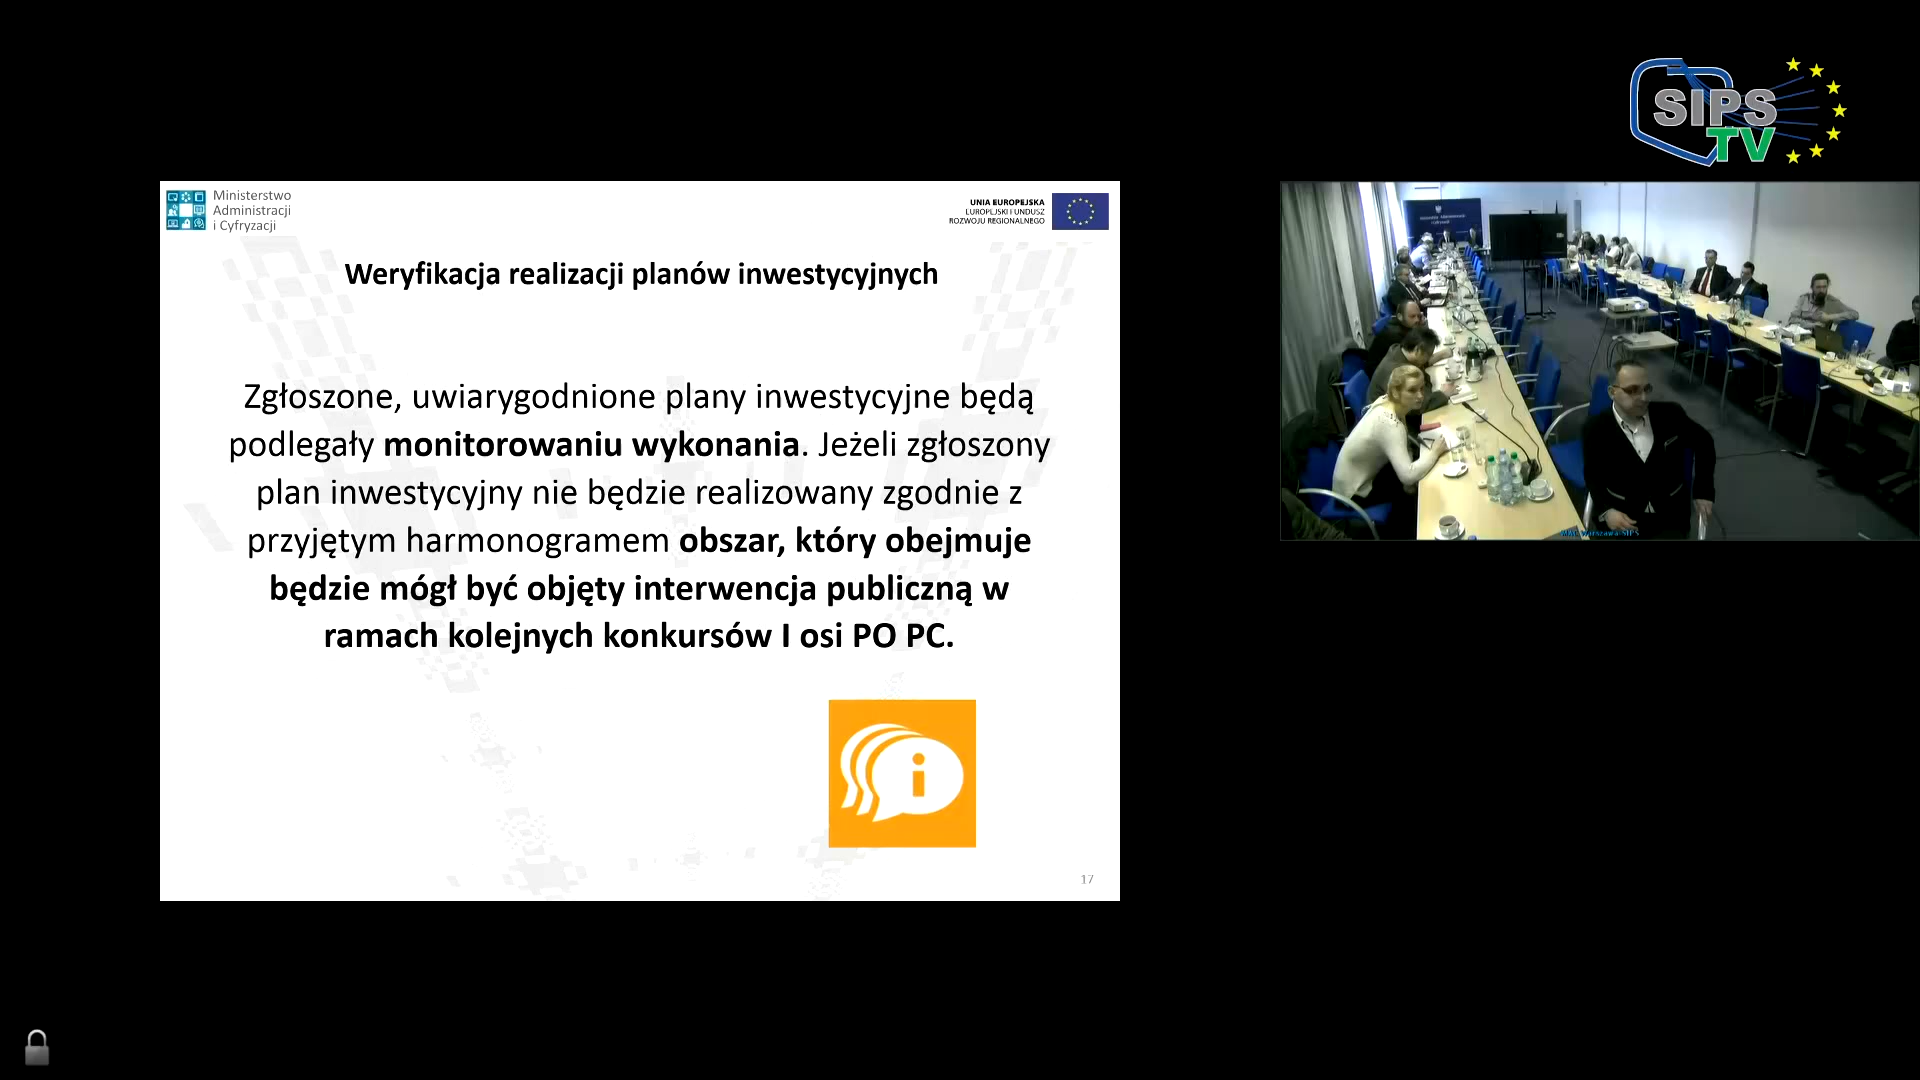 SIPS
TV
Ministerstwo
Administracji
i Cyfryzacji
UNIA EUROPEJSKA
EUROPEJSKI FUNDUSZ
ROZWOJU REGIONALNEGO
Weryfikacja realizacji planów inwestycyjnych
Zgłoszone, uwiarygodnione plany inwestycyjne będą
podlegały monitorowaniu wykonania. Jeżeli zgłoszony
plan inwestycyjny nie będzie realizowany zgodnie z
przyjętym harmonogramem obszar, który obejmuje
będzie mógł być objęty interwencja publiczną w
ramach kolejnych konkursów I osi PO PC.
i
17